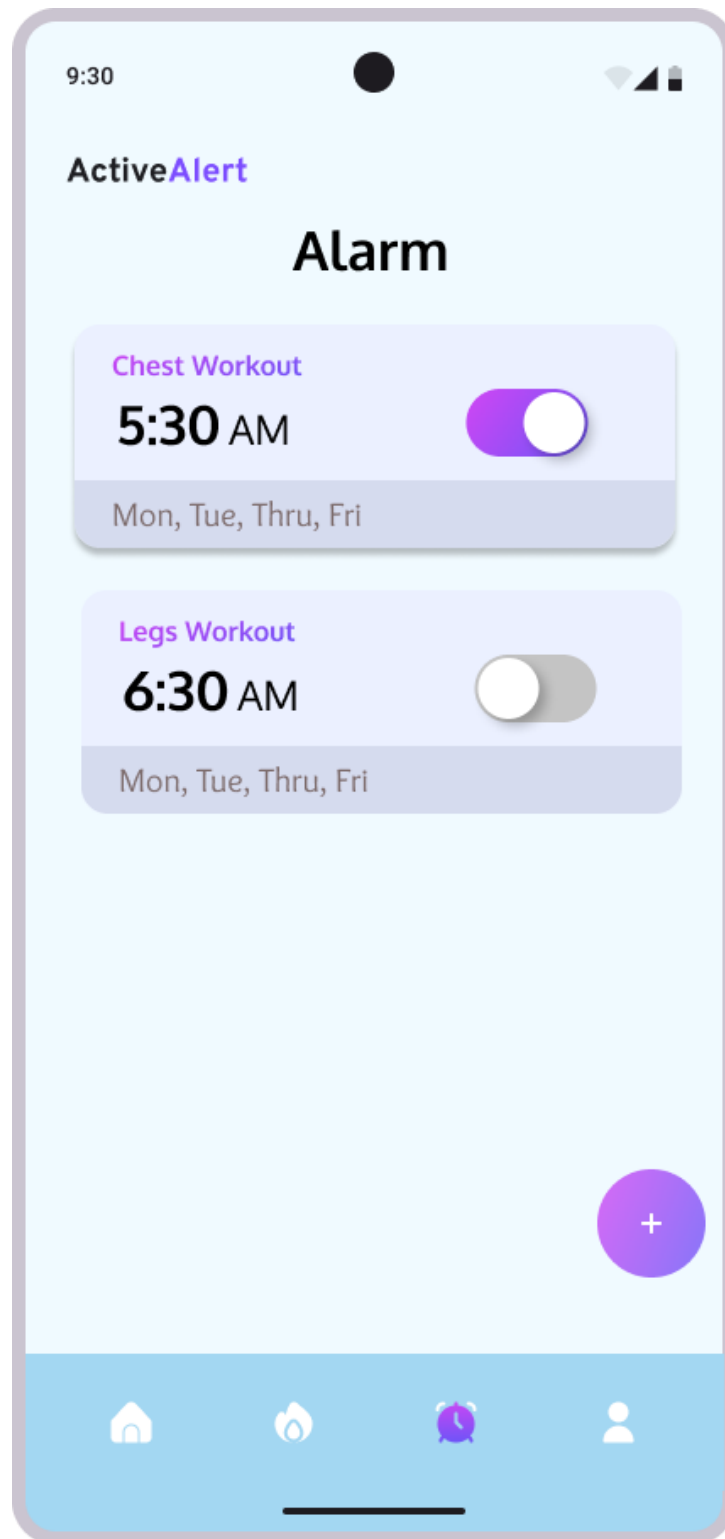 9:30
ActiveAlert
Alarm
Chest Workout
5:30 AM
Mon, Tue, Thru, Fri
Legs Workout
6:30 AM
Mon, Tue, Thru, Fri
+